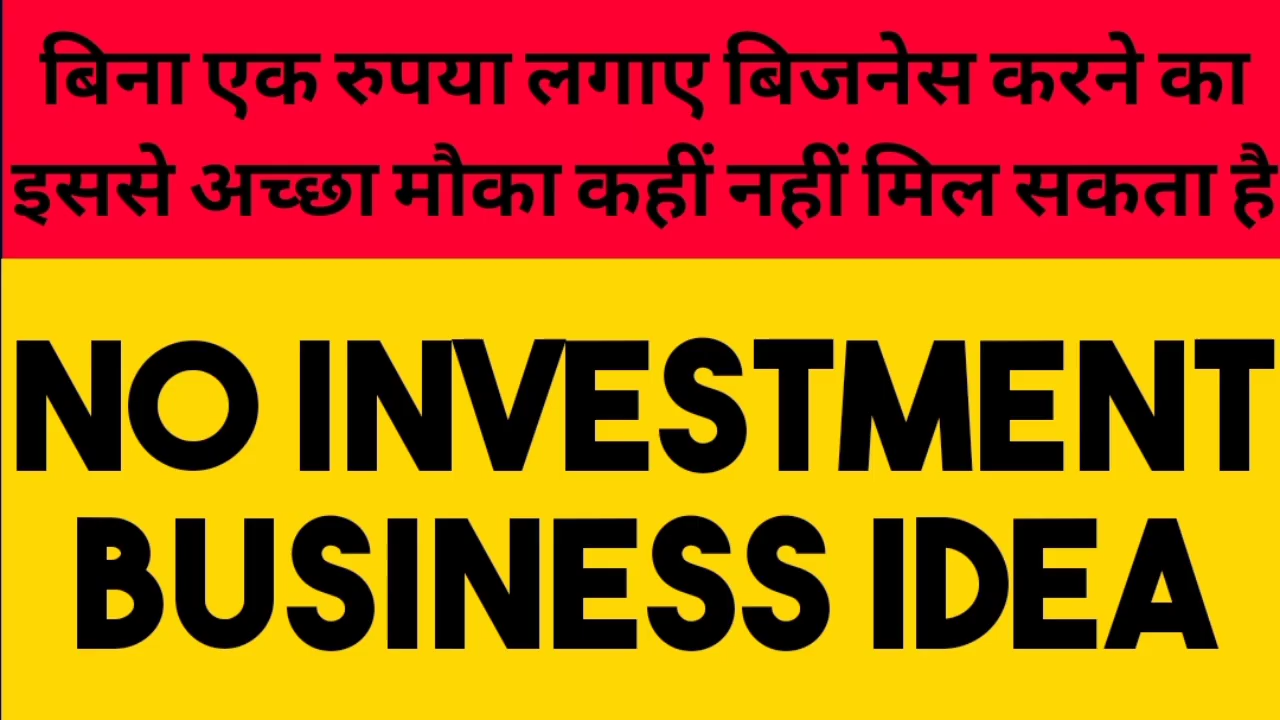 बिना एक रुपया लगाए बिजनेस करने का
इससे अच्छा मौका कहीं नहीं मिल सकता है
NO INVESTMENT
BUSINESS IDEA